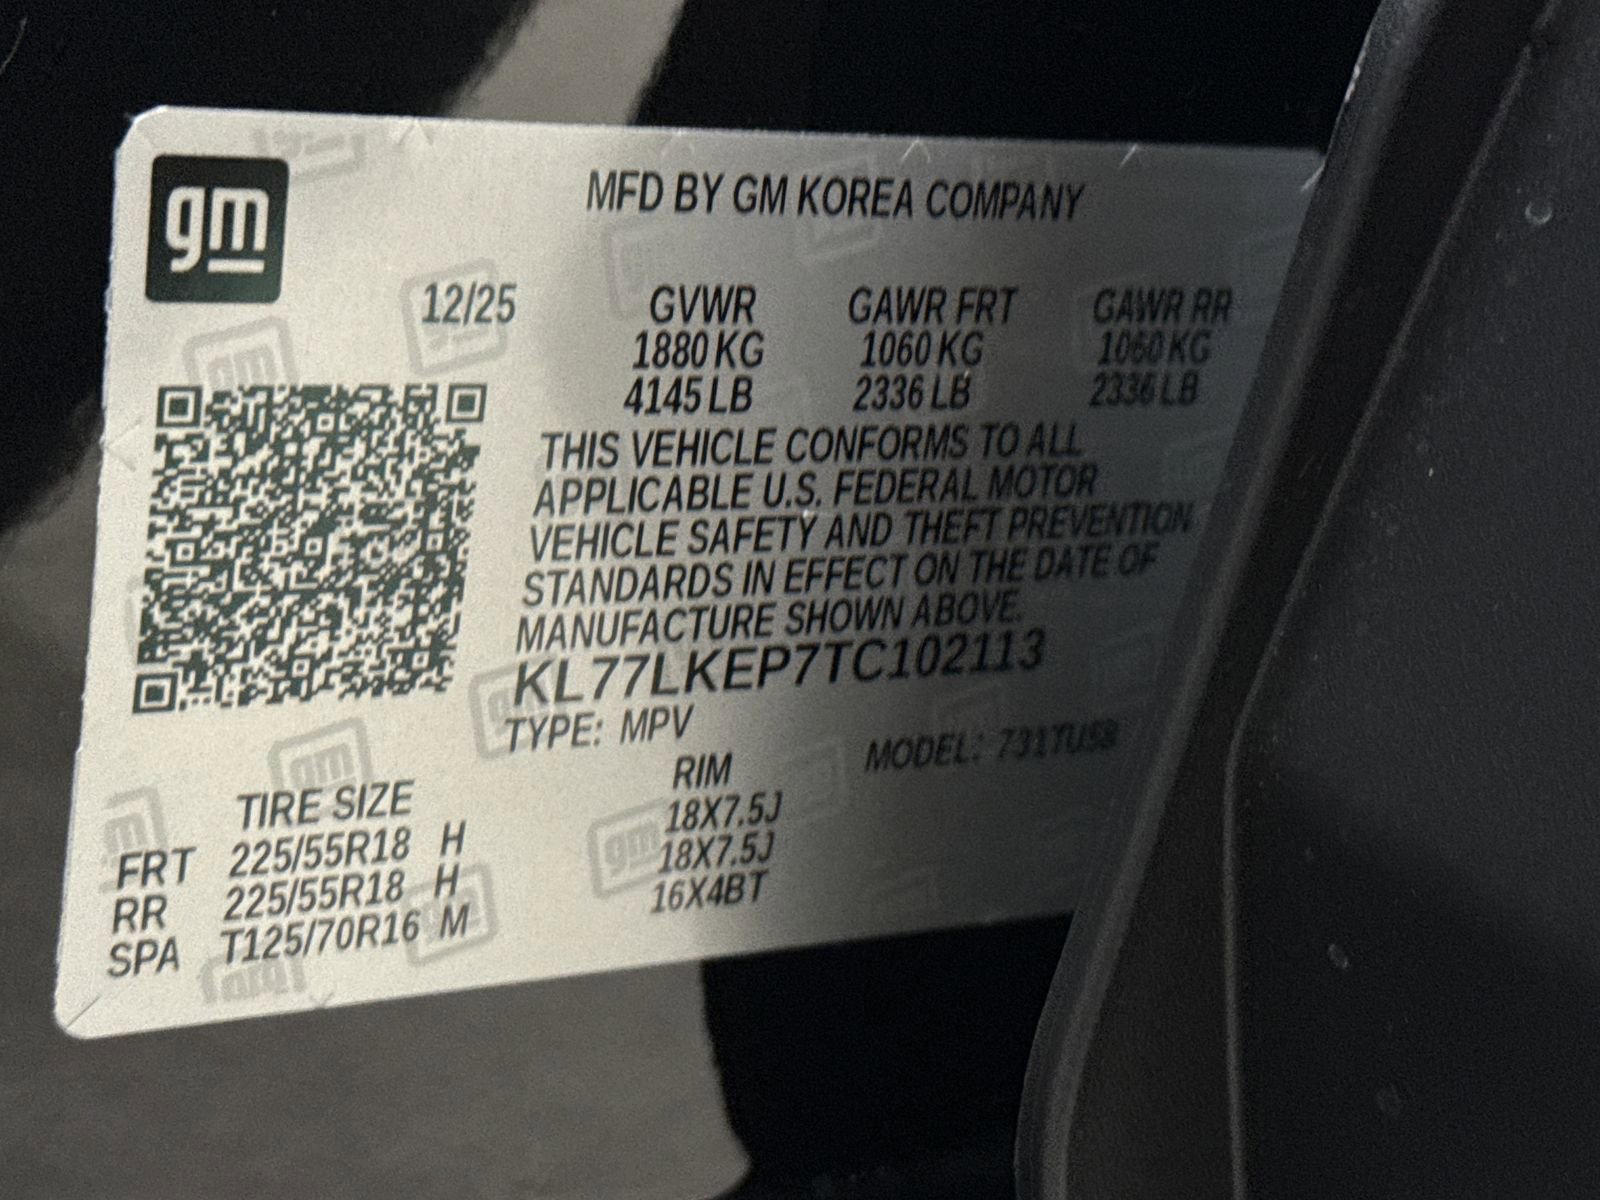 gm
MFD BY GM KOREA COMPANY
12/25 GVWR GAWR FRT GAWR RR
1880 KG 1060 KG 1060 KG
4145 LB 2336 LB 2336 LB
THIS VEHICLE CONFORMS TO ALL
APPLICABLE U.S. FEDERAL MOTOR
VEHICLE SAFETY AND THEFT PREVENTION
STANDARDS IN EFFECT ON THE DATE OF
MANUFACTURE SHOWN ABOVE.
KL77LKEP7TC102113
TYPE: MPV MODEL: 731TU58
TIRE SIZE RIM
FRT 225/55R18 H 18X7.5J
RR 225/55R18 H 18X7.5J
SPA T125/70R16 M 16X4BT